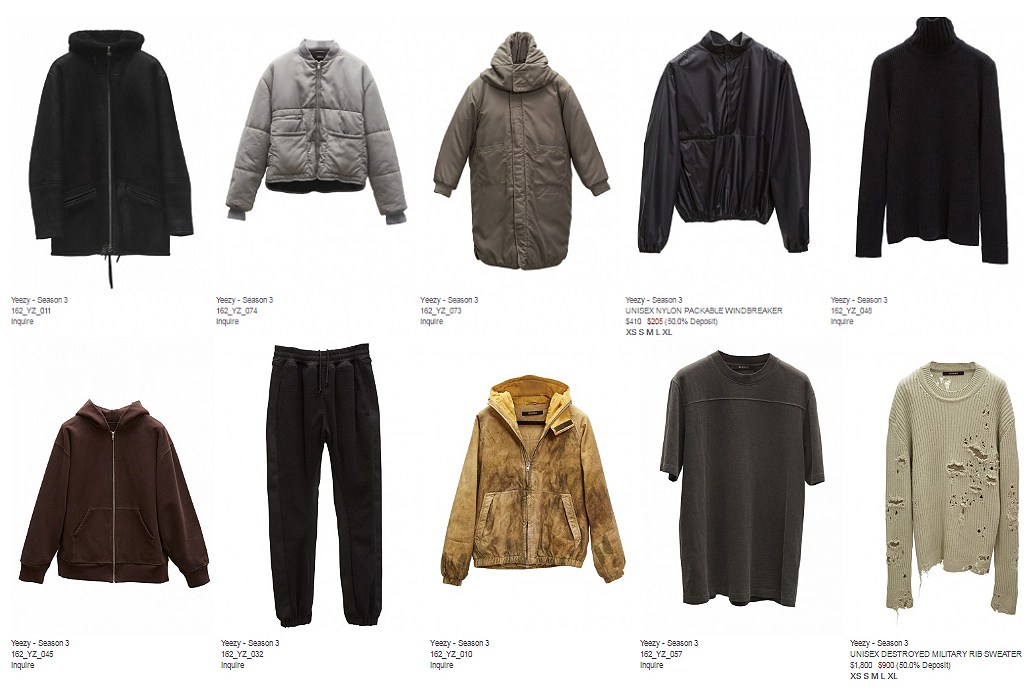 Yeezy - Season 3
162_YZ_011
Inquire
Yeezy - Season 3
162_YZ_074
Inquire
Yeezy - Season 3
162_YZ_073
Inquire
Yeezy - Season 3
UNISEX NYLON PACKABLE WINDBREAKER
$410 $205 (50.0% Deposit)
XS S M L XL
Yeezy - Season 3
162_YZ_048
Inquire
Yeezy - Season 3
162_YZ_045
Inquire
Yeezy - Season 3
162_YZ_032
Inquire
Yeezy - Season 3
162_YZ_010
Inquire
Yeezy - Season 3
162_YZ_057
Inquire
Yeezy - Season 3
UNISEX DESTROYED MILITARY RIB SWEATER
$1,800 $900 (50.0% Deposit)
XS S M L XL